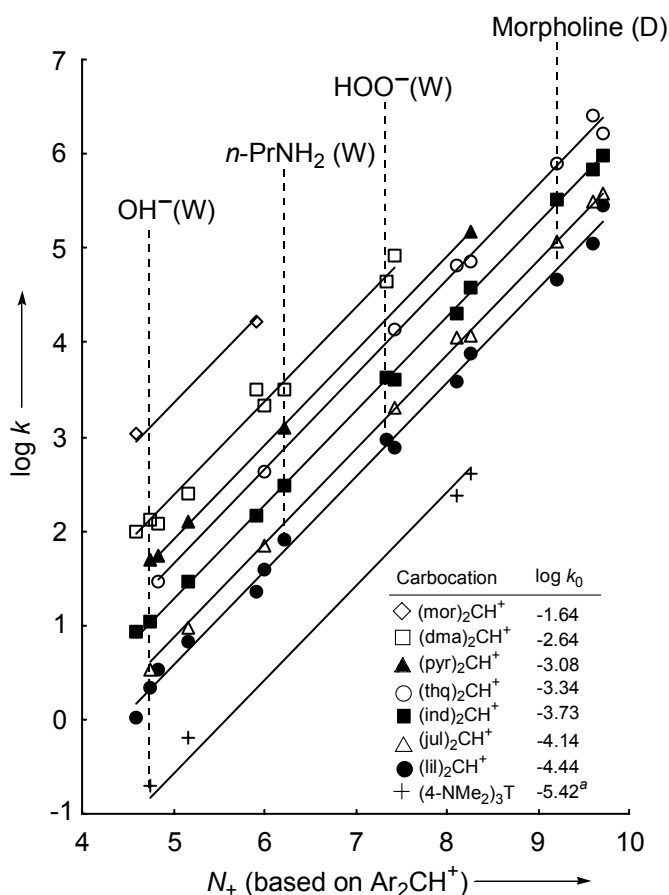 Morpholine (D)
HOO⁻(W)
n-PrNH₂ (W)
OH⁻(W)
7
6
5
4
3
2
1
0
-1
log k
Carbocation log k₀
(mor)₂CH⁺ -1.64
(dma)₂CH⁺ -2.64
(pyr)₂CH⁺ -3.08
(thq)₂CH⁺ -3.34
(ind)₂CH⁺ -3.73
(jul)₂CH⁺ -4.14
(lil)₂CH⁺ -4.44
(4-NMe₂)₃T -5.42ᵃ
4 5 6 7 8 9 10
N₊ (based on Ar₂CH⁺)